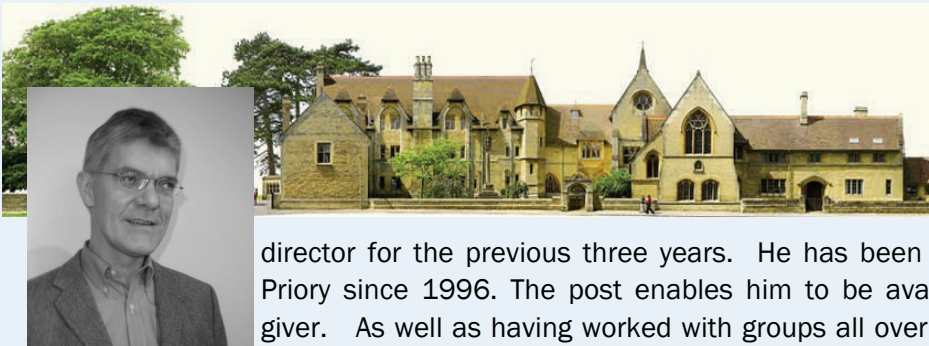 director for the previous three years. He has been
Priory since 1996. The post enables him to be ava
giver. As well as having worked with groups all over